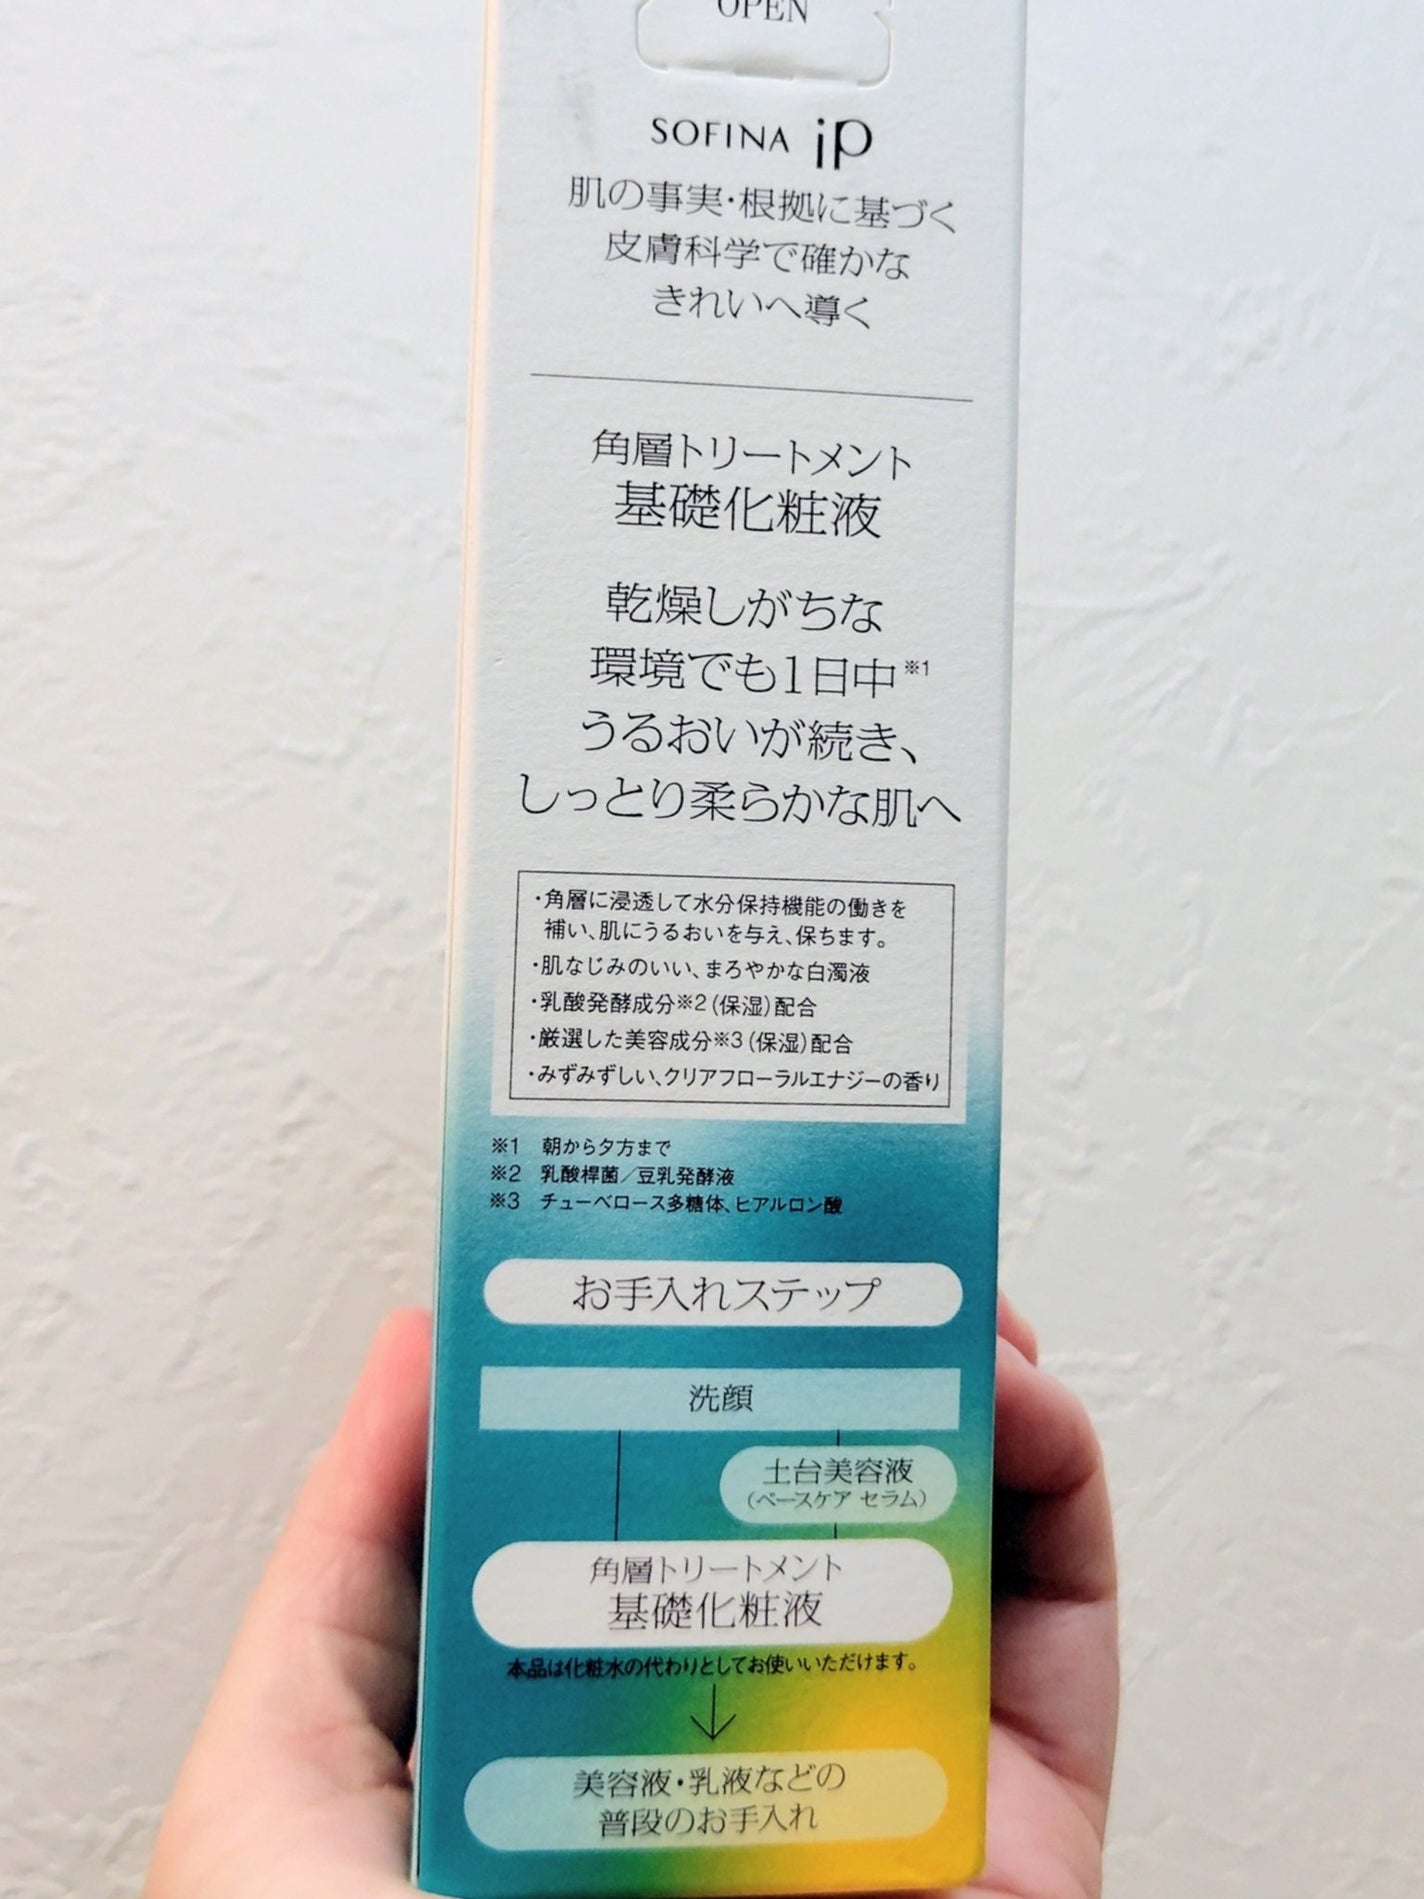 OPEN
SOFINA iP
肌の事実・根拠に基づく
皮膚科学で確かな
きれいへ導く
角層トリートメント
基礎化粧液
乾燥しがちな
環境でも1日中※1
うるおいが続き、
しっとり柔らかな肌へ
・角層に浸透して水分保持機能の働きを
補い、肌にうるおいを与え、保ちます。
・肌なじみのいい、まろやかな白濁液
・乳酸発酵成分※2(保湿)配合
・厳選した美容成分※3(保湿)配合
・みずみずしい、クリアフローラルエナジーの香り
※1 朝から夕方まで
※2 乳酸桿菌/豆乳発酵液
※3 チューベロース多糖体、ヒアルロン酸
お手入れステップ
洗顔
土台美容液
(ベースケア セラム)
角層トリートメント
基礎化粧液
本品は化粧水の代わりとしてお使いいただけます。
美容液・乳液などの
普段のお手入れ